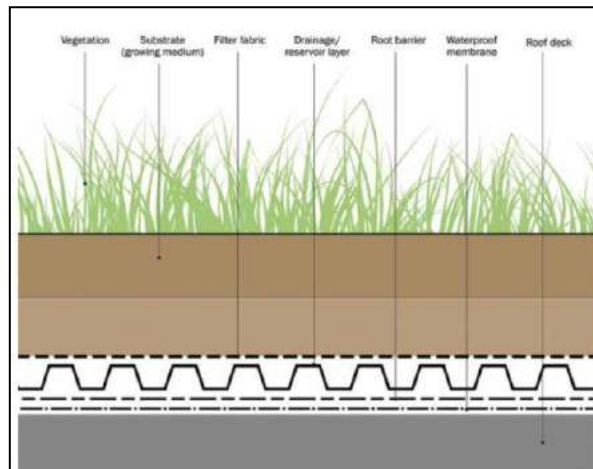 Vegetation
Substrate
(growing medium)
Filter fabric
Drainage/
reservoir layer
Root barrier
Waterproof
membrane
Roof deck